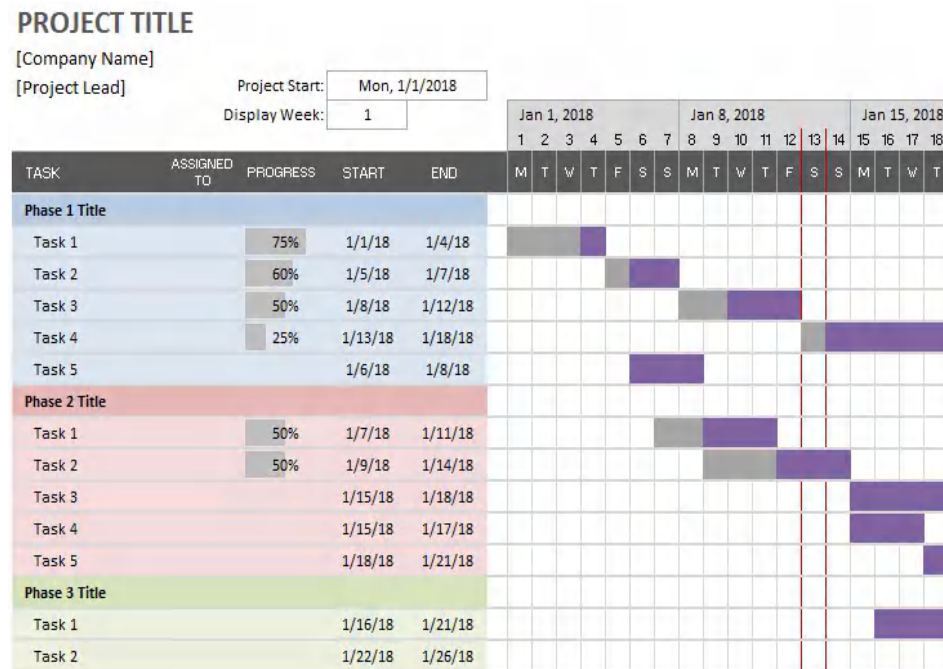 PROJECT TITLE
[Company Name]
[Project Lead]
Project Start: Mon, 1/1/2018
Display Week: 1
Jan 1, 2018 Jan 8, 2018 Jan 15, 2018
1 2 3 4 5 6 7 8 9 10 11 12 13 14 15 16 17 18
TASK ASSIGNED TO PROGRESS START END M T W T F S S M T W T F S S M T W T
Phase 1 Title
Task 1 75% 1/1/18 1/4/18
Task 2 60% 1/5/18 1/7/18
Task 3 50% 1/8/18 1/12/18
Task 4 25% 1/13/18 1/18/18
Task 5 1/6/18 1/8/18
Phase 2 Title
Task 1 50% 1/7/18 1/11/18
Task 2 50% 1/9/18 1/14/18
Task 3 1/15/18 1/18/18
Task 4 1/15/18 1/17/18
Task 5 1/18/18 1/21/18
Phase 3 Title
Task 1 1/16/18 1/21/18
Task 2 1/22/18 1/26/18